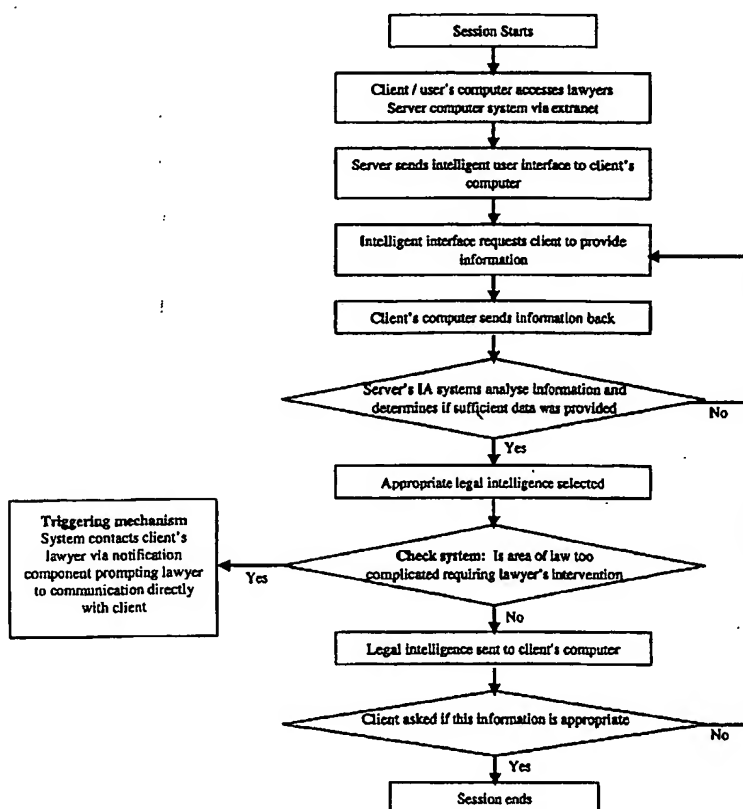 Session Starts
Client / user's computer accesses lawyers
Server computer system via extranet
Server sends intelligent user interface to client's
computer
Intelligent interface requests client to provide
information
Client's computer sends information back
Server's IA systems analyse information and
determines if sufficient data was provided
No
Yes
Appropriate legal intelligence selected
Triggering mechanism
System contacts client's
lawyer via notification
component prompting lawyer
to communication directly
with client
Yes
Check system: Is area of law too
complicated requiring lawyer's intervention
No
Legal intelligence sent to client's computer
Client asked if this information is appropriate
No
Yes
Session ends